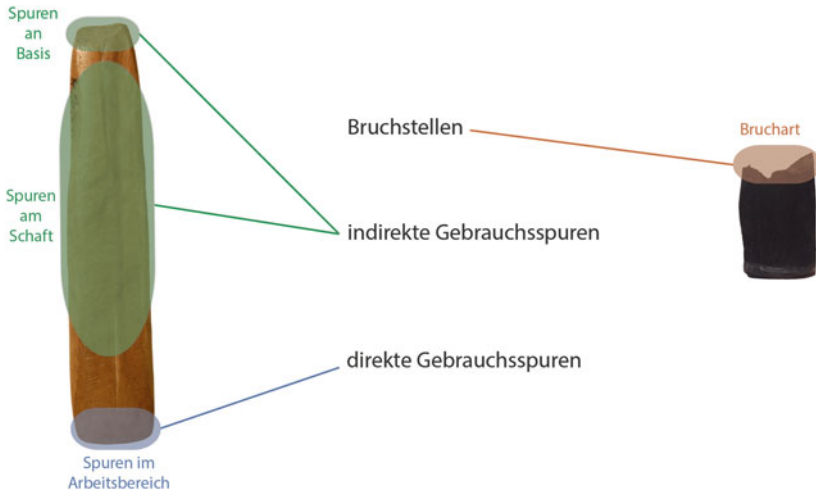 Spuren
an
Basis
Bruchstellen
Bruchart
Spuren
am
Schaft
indirekte Gebrauchsspuren
direkte Gebrauchsspuren
Spuren im
Arbeitsbereich